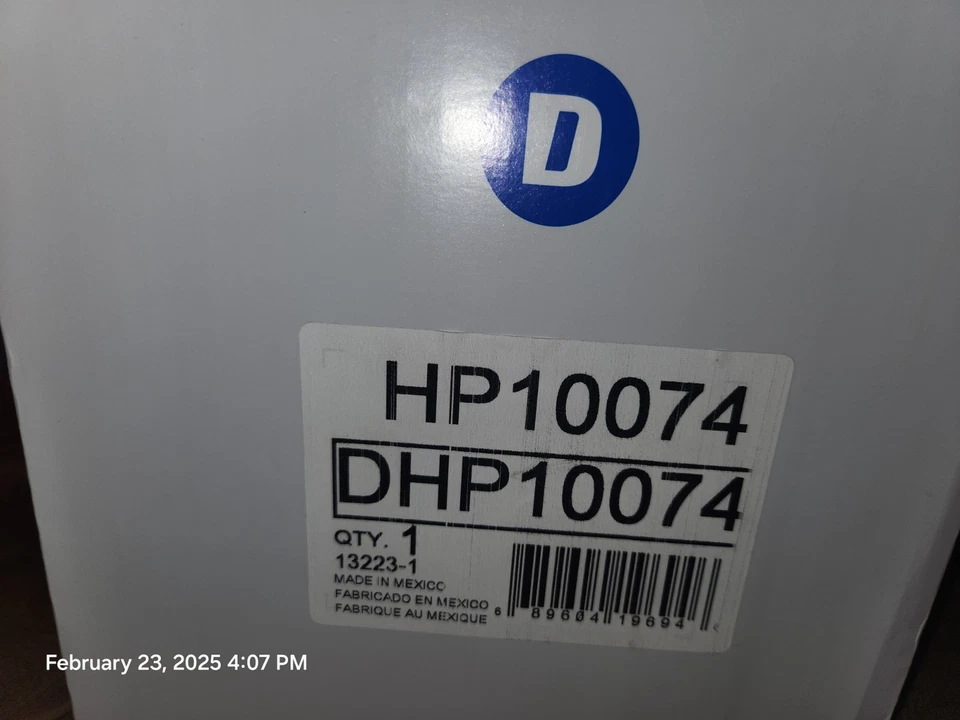 D
HP10074
DHP10074
QTY. 1
13223-1
MADE IN MEXICO
FABRICADO EN MEXICO
FABRIQUE AU MEXIQUE
6 89604 19694
February 23, 2025 4:07 PM